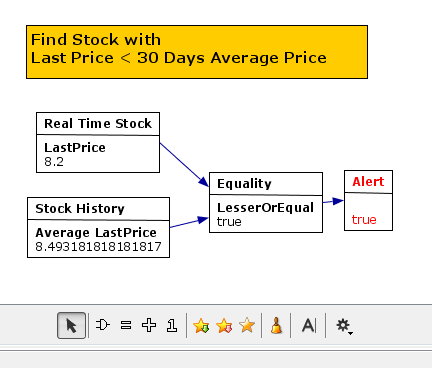 Find Stock with
Last Price < 30 Days Average Price
Real Time Stock
LastPrice
8.2
Stock History
Average LastPrice
8.493181818181817
Equality
LesserOrEqual
true
Alert
true
1
A